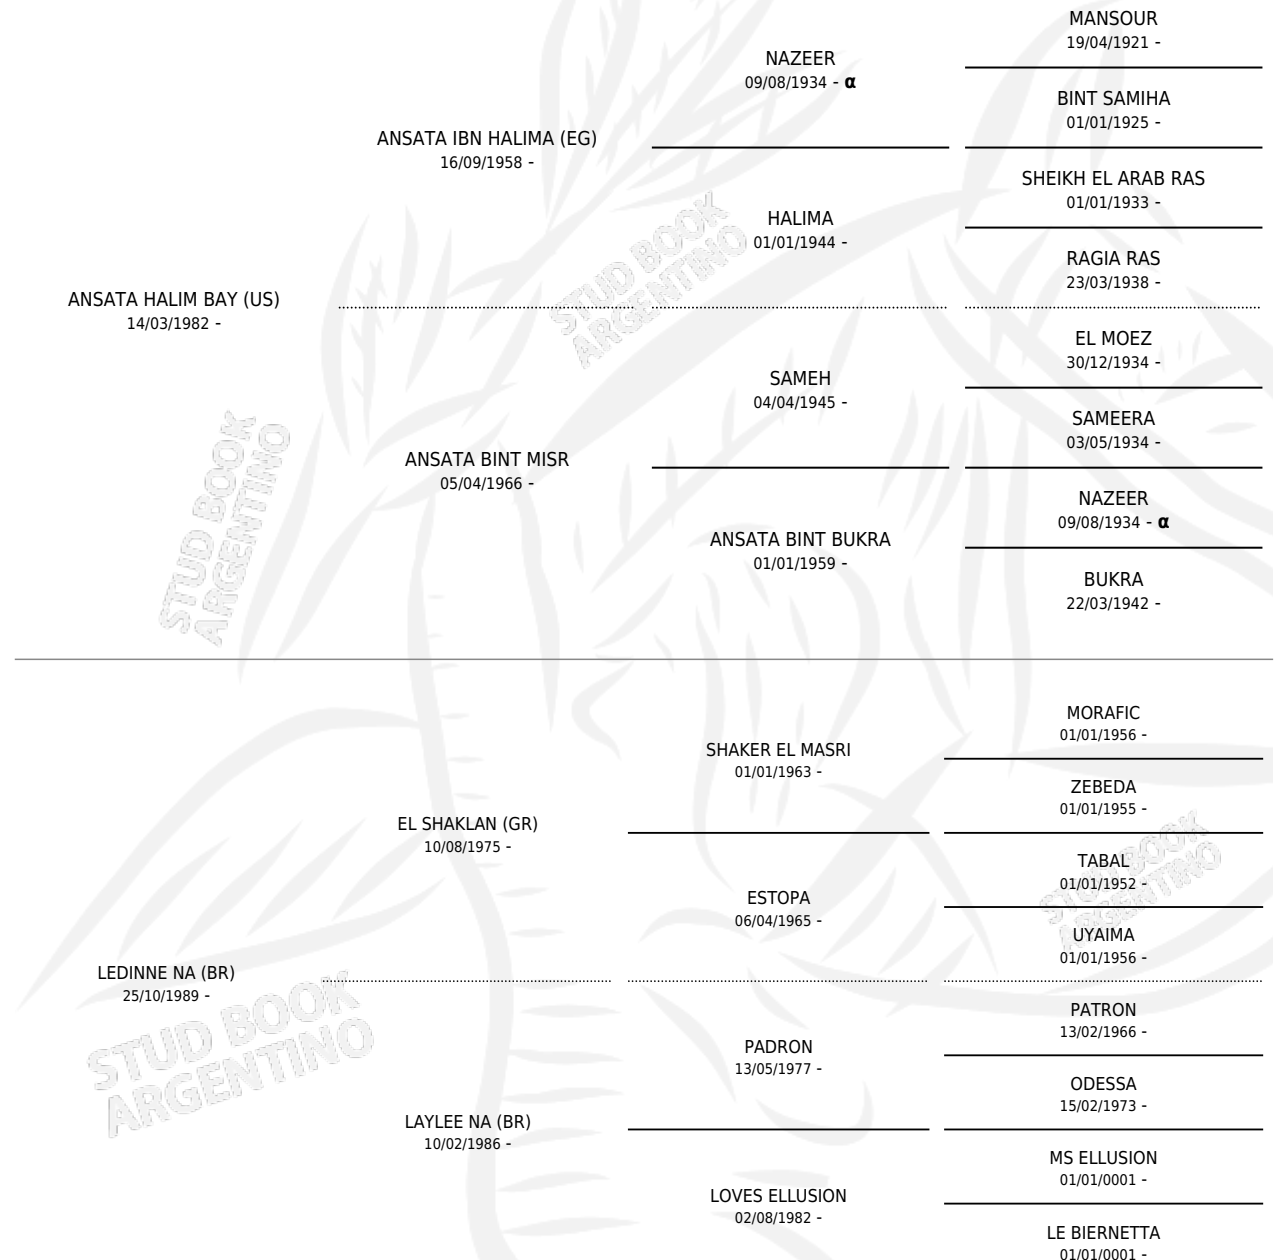 MANSOUR
19/04/1921 -
NAZEER
09/08/1934 - α
BINT SAMIHA
01/01/1925 -
ANSATA IBN HALIMA (EG)
16/09/1958 -
SHEIKH EL ARAB RAS
01/01/1933 -
HALIMA
01/01/1944 -
RAGIA RAS
23/03/1938 -
ANSATA HALIM BAY (US)
14/03/1982 -
STUD BOOK
ARGENTINO
EL MOEZ
30/12/1934 -
SAMEH
04/04/1945 -
SAMEERA
03/05/1934 -
ANSATA BINT MISR
05/04/1966 -
NAZEER
09/08/1934 - α
ANSATA BINT BUKRA
01/01/1959 -
BUKRA
22/03/1942 -
STUD BOOK
ARGENTINO
MORAFIC
01/01/1956 -
SHAKER EL MASRI
01/01/1963 -
ZEBEDA
01/01/1955 -
EL SHAKLAN (GR)
10/08/1975 -
TABAL
01/01/1952 -
STUD BOOK
ARGENTINO
ESTOPA
06/04/1965 -
UYAIMA
01/01/1956 -
LEDINNE NA (BR)
25/10/1989 -
STUD BOOK
ARGENTINO
PATRON
13/02/1966 -
PADRON
13/05/1977 -
ODESSA
15/02/1973 -
LAYLEE NA (BR)
10/02/1986 -
MS ELLUSION
01/01/0001 -
LOVES ELLUSION
02/08/1982 -
LE BIERNETTA
01/01/0001 -